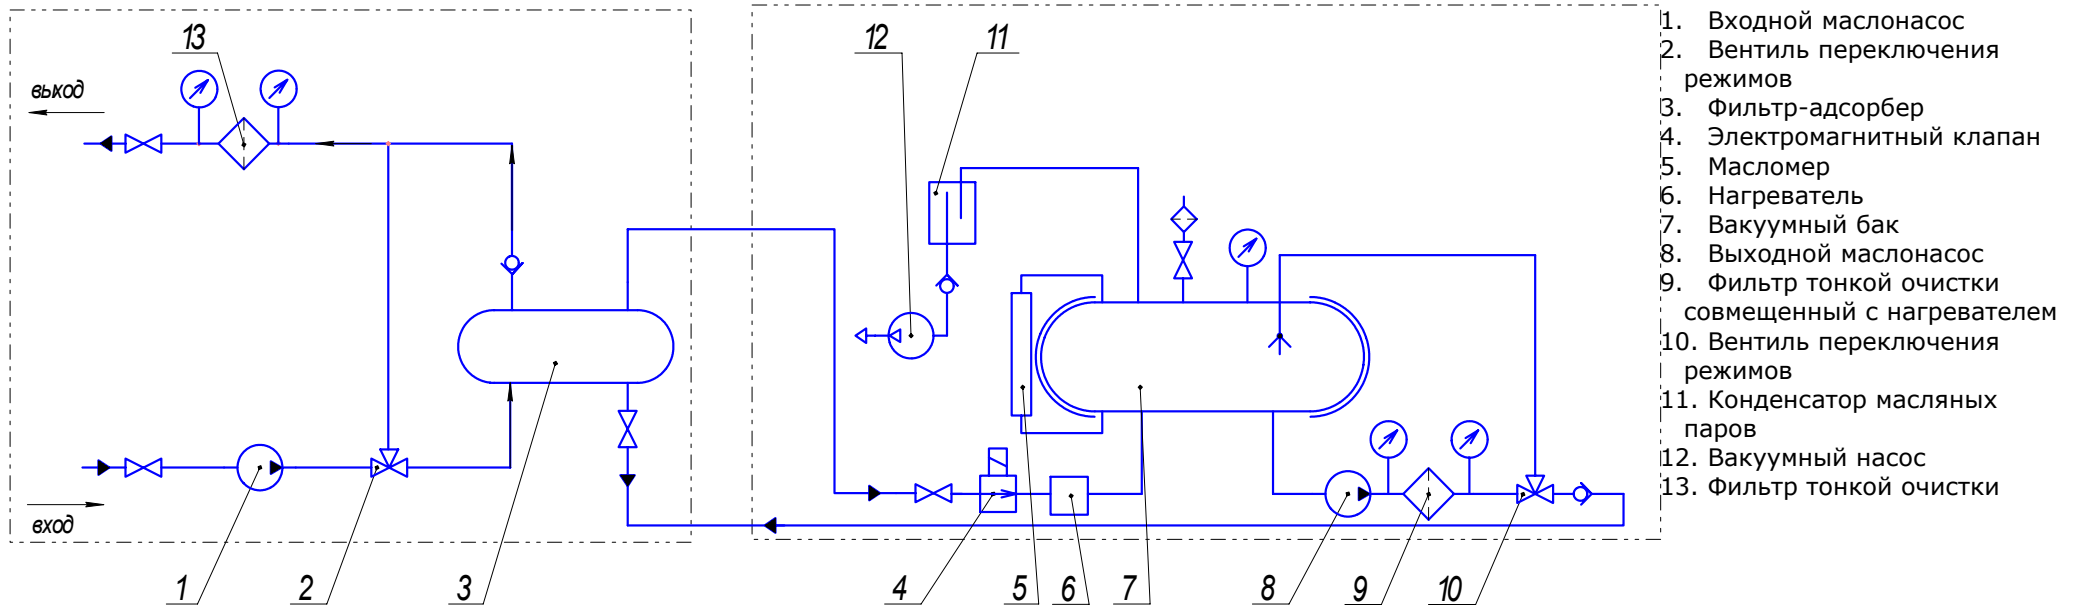 13
12
11
выход
вход
1
2
3
4
5
6
7
8
9
10
1. Входной маслонасос
2. Вентиль переключения
режимов
3. Фильтр-адсорбер
4. Электромагнитный клапан
5. Масломер
6. Нагреватель
7. Вакуумный бак
8. Выходной маслонасос
9. Фильтр тонкой очистки
совмещенный с нагревателем
10. Вентиль переключения
режимов
11. Конденсатор масляных
паров
12. Вакуумный насос
13. Фильтр тонкой очистки